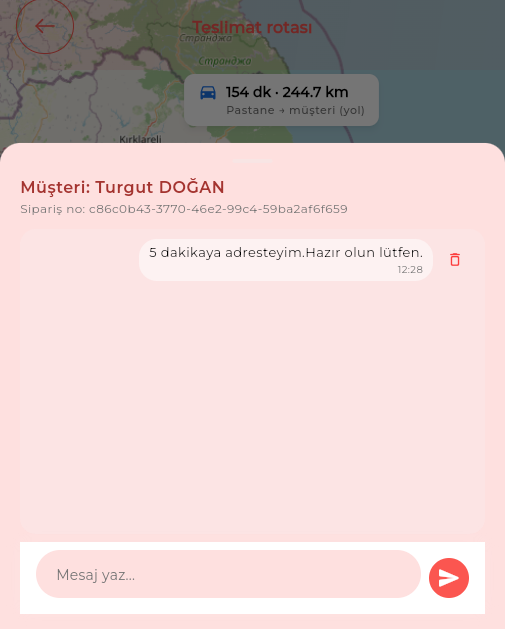 Teslimat rotası
Странджа
Странджа
154 dk · 244.7 km
Pastane → müşteri (yol)
Kırklareli
Müşteri: Turgut DOĞAN
Sipariş no: c86c0b43-3770-46e2-99c4-59ba2af6f659
5 dakikaya adresteyim.Hazır olun lütfen.
12:28
Mesaj yaz...